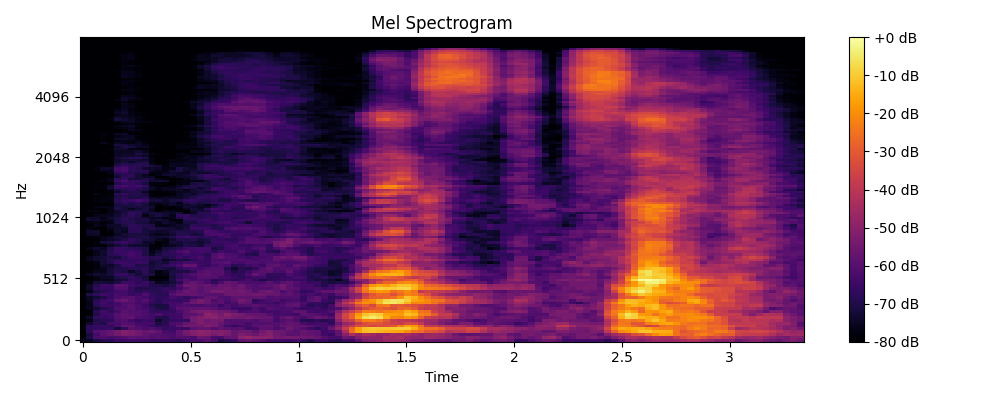 Mel Spectrogram
+0 dB
-10 dB
-20 dB
-30 dB
-40 dB
-50 dB
-60 dB
-70 dB
-80 dB
Hz
4096
2048
1024
512
0
0
0.5
1
1.5
2
2.5
3
Time